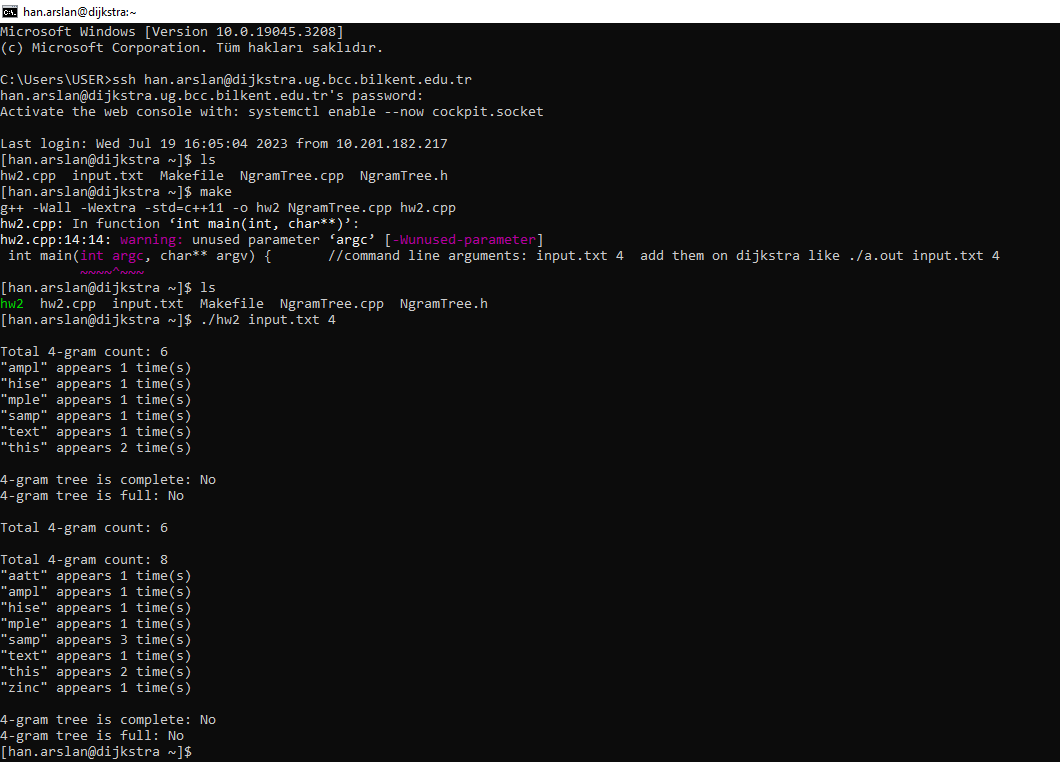 han.arslan@dijkstra:~
Microsoft Windows [Version 10.0.19045.3208]
(c) Microsoft Corporation. Tüm hakları saklıdır.
C:\Users\USER>ssh han.arslan@dijkstra.ug.bcc.bilkent.edu.tr
han.arslan@dijkstra.ug.bcc.bilkent.edu.tr's password:
Activate the web console with: systemctl enable --now cockpit.socket
Last login: Wed Jul 19 16:05:04 2023 from 10.201.182.217
[han.arslan@dijkstra ~]$ ls
hw2.cpp  input.txt  Makefile  NgramTree.cpp  NgramTree.h
[han.arslan@dijkstra ~]$ make
g++ -Wall -Wextra -std=c++11 -o hw2 NgramTree.cpp hw2.cpp
hw2.cpp: In function ‘int main(int, char**)’:
hw2.cpp:14:14: warning: unused parameter ‘argc’ [-Wunused-parameter]
 int main(int argc, char** argv) {       //command line arguments: input.txt 4  add them on dijkstra like ./a.out input.txt 4
          ~~~~^~~~
[han.arslan@dijkstra ~]$ ls
hw2  hw2.cpp  input.txt  Makefile  NgramTree.cpp  NgramTree.h
[han.arslan@dijkstra ~]$ ./hw2 input.txt 4
Total 4-gram count: 6
"ampl" appears 1 time(s)
"hise" appears 1 time(s)
"mple" appears 1 time(s)
"samp" appears 1 time(s)
"text" appears 1 time(s)
"this" appears 2 time(s)
4-gram tree is complete: No
4-gram tree is full: No
Total 4-gram count: 6
Total 4-gram count: 8
"aatt" appears 1 time(s)
"ampl" appears 1 time(s)
"hise" appears 1 time(s)
"mple" appears 1 time(s)
"samp" appears 3 time(s)
"text" appears 1 time(s)
"this" appears 2 time(s)
"zinc" appears 1 time(s)
4-gram tree is complete: No
4-gram tree is full: No
[han.arslan@dijkstra ~]$